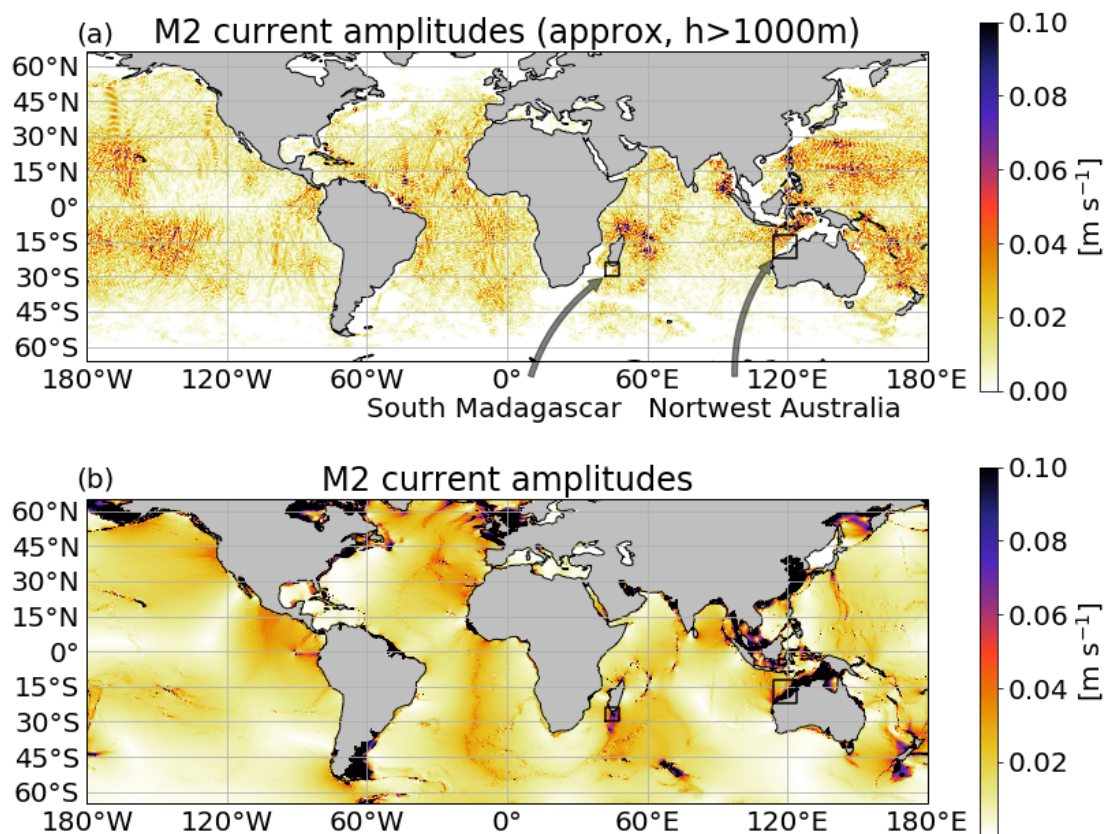 (a) M2 current amplitudes (approx, h>1000m)
60°N
45°N
30°N
15°N
0°
15°S
30°S
45°S
60°S
180°W 120°W 60°W 0° 60°E 120°E 180°E
South Madagascar Nortwest Australia
0.10
0.08
0.06
0.04
0.02
0.00
[m s⁻¹]
(b) M2 current amplitudes
60°N
45°N
30°N
15°N
0°
15°S
30°S
45°S
60°S
180°W 120°W 60°W 0° 60°E 120°E 180°E
0.10
0.08
0.06
0.04
0.02
[m s⁻¹]